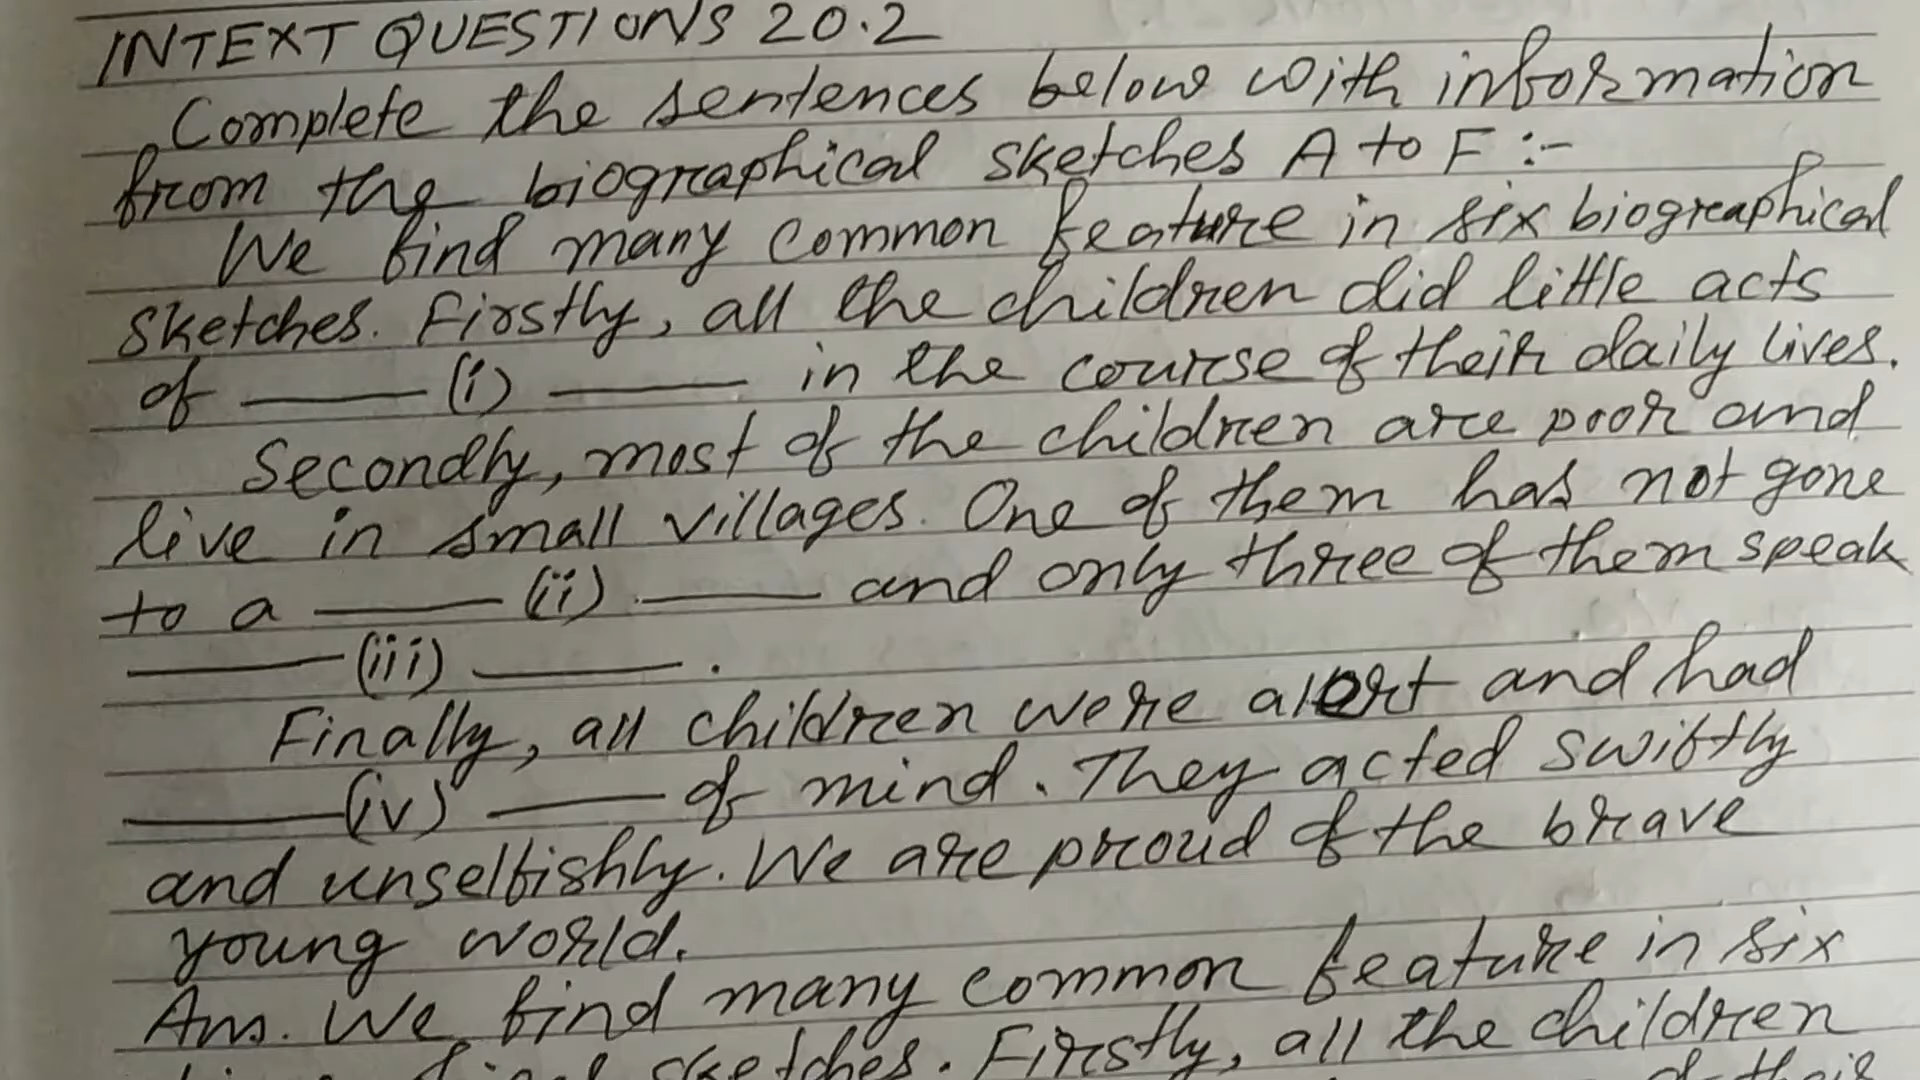 INTEXT QUESTIONS 20.2
Complete the sentences below with information
from the biographical sketches A to F :-
We find many common feature in six biographical
sketches. Firstly, all the children did little acts
of ——— (i) ——— in the course of their daily lives.
Secondly, most of the children are poor and
live in small villages. One of them has not gone
to a ——— (ii) ——— and only three of them speak
——— (iii) ——— .
Finally, all children were alert and had
——— (iv) ——— of mind. They acted swiftly
and unselfishly. We are proud of the brave
young world.
Ans. We find many common feature in six
sketches. Firstly, all the children